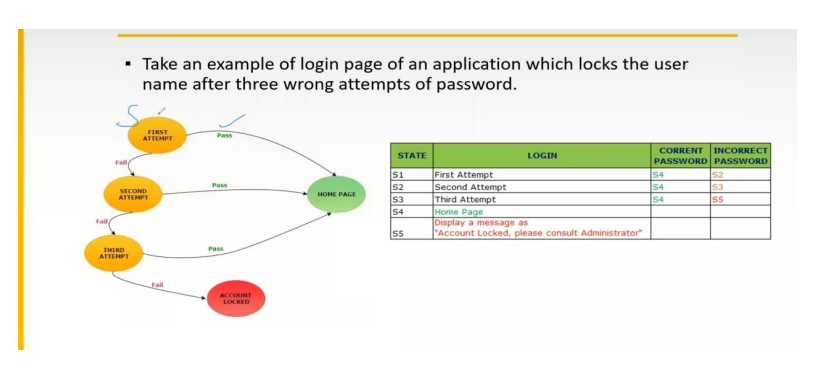 ▪ Take an example of login page of an application which locks the user
name after three wrong attempts of password.
S
FIRST
ATTEMPT
Pass
Fail
SECOND
ATTEMPT
Pass
HOME PAGE
Fail
THIRD
ATTEMPT
Pass
Fail
ACCOUNT
LOCKED
STATE LOGIN CORRENT PASSWORD INCORRECT PASSWORD
S1 First Attempt S4 S2
S2 Second Attempt S4 S3
S3 Third Attempt S4 S5
S4 Home Page
S5 Display a message as
"Account Locked, please consult Administrator"